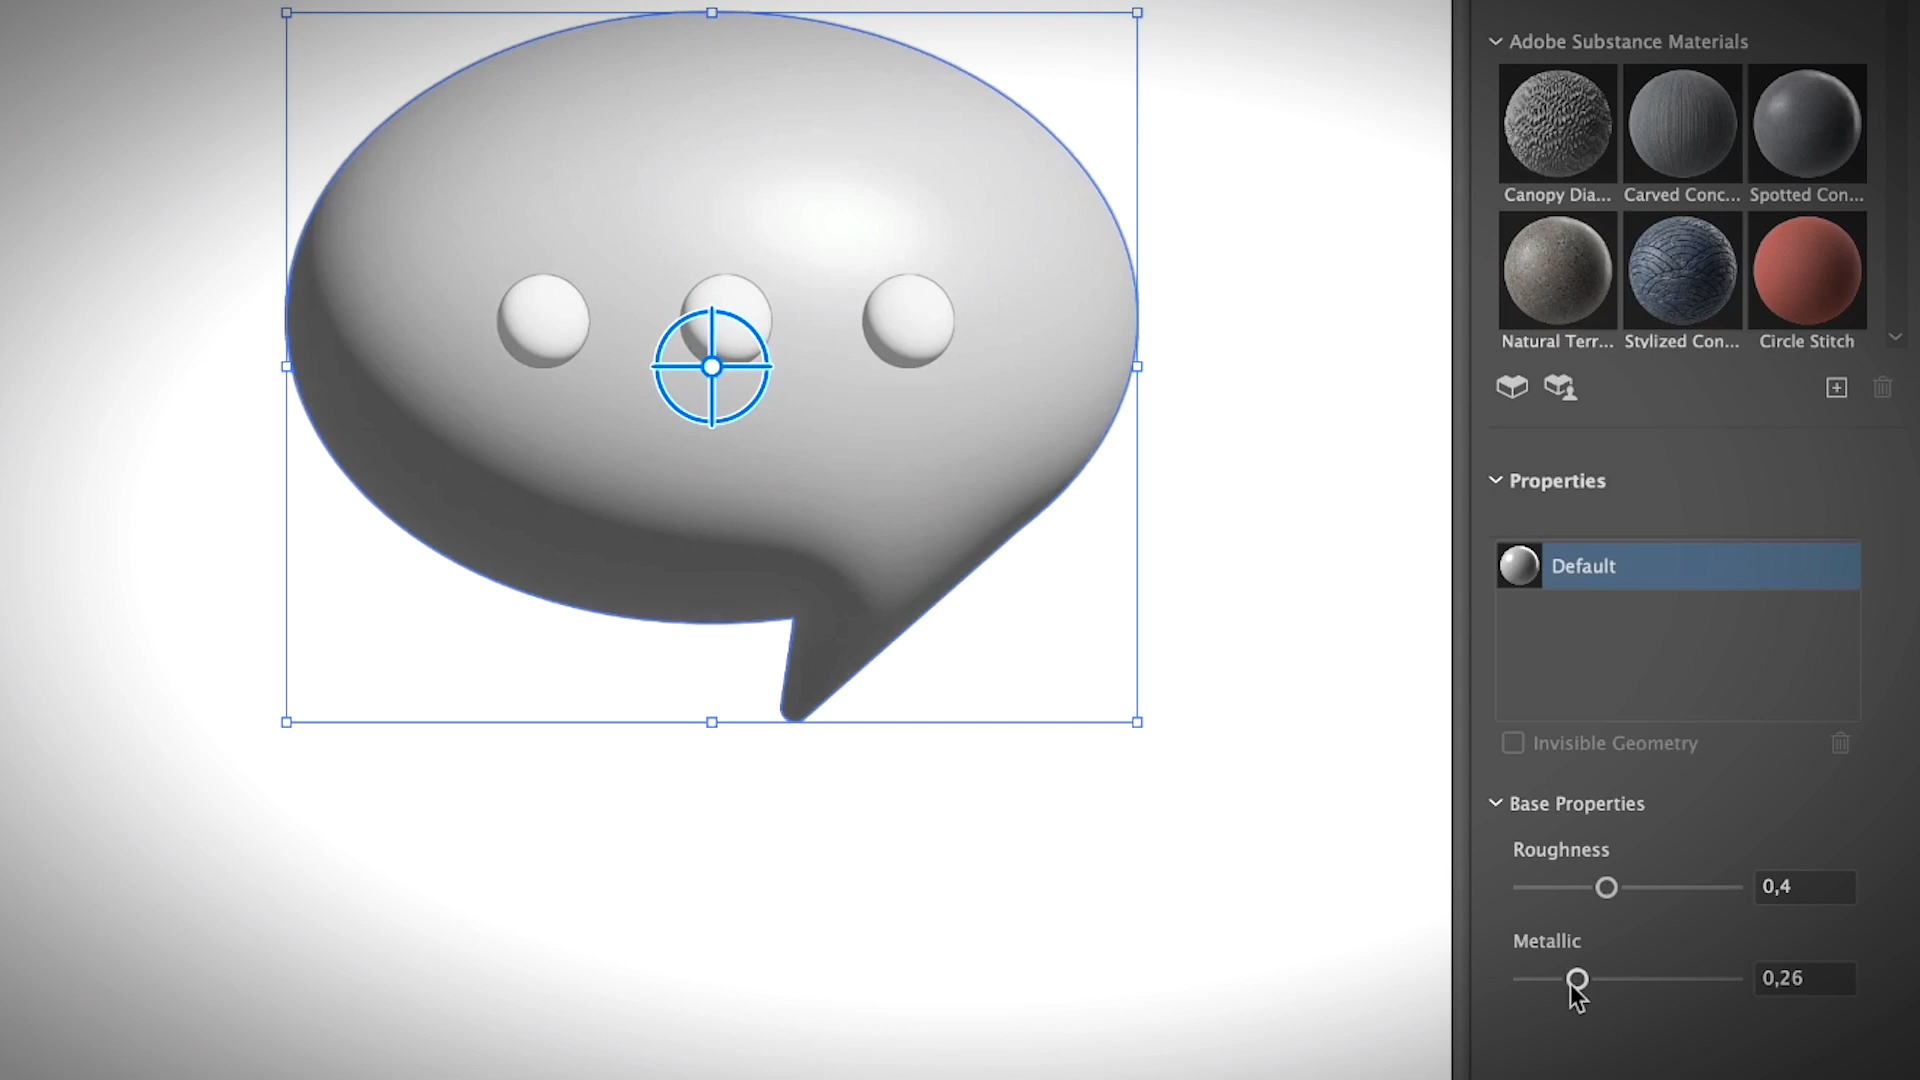 Adobe Substance Materials
Canopy Dia... Carved Conc... Spotted Con...
Natural Terr... Stylized Con... Circle Stitch
Properties
Default
Invisible Geometry
Base Properties
Roughness
0,4
Metallic
0,26